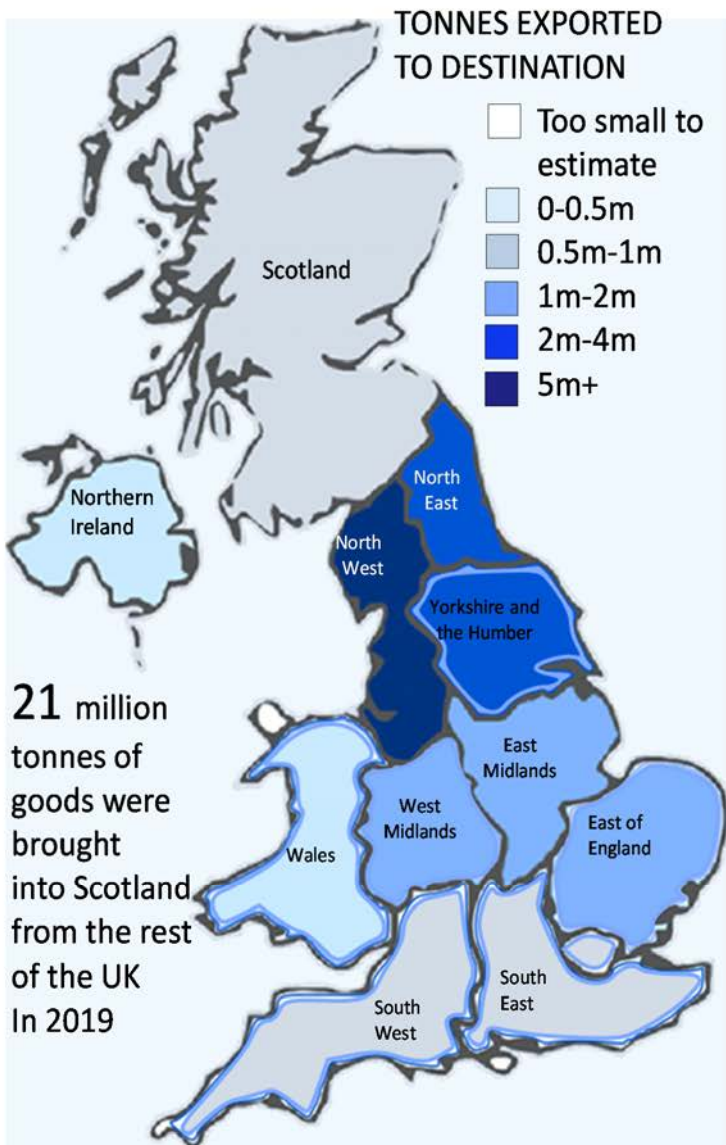 TONNES EXPORTED
TO DESTINATION
Too small to
estimate
0-0.5m
0.5m-1m
1m-2m
2m-4m
5m+
Scotland
North
East
Northern
Ireland
North
West
Yorkshire and
the Humber
21 million
tonnes of
goods were
brought
into Scotland
from the rest
of the UK
In 2019
East
Midlands
West
Midlands
East of
England
Wales
South
East
South
West